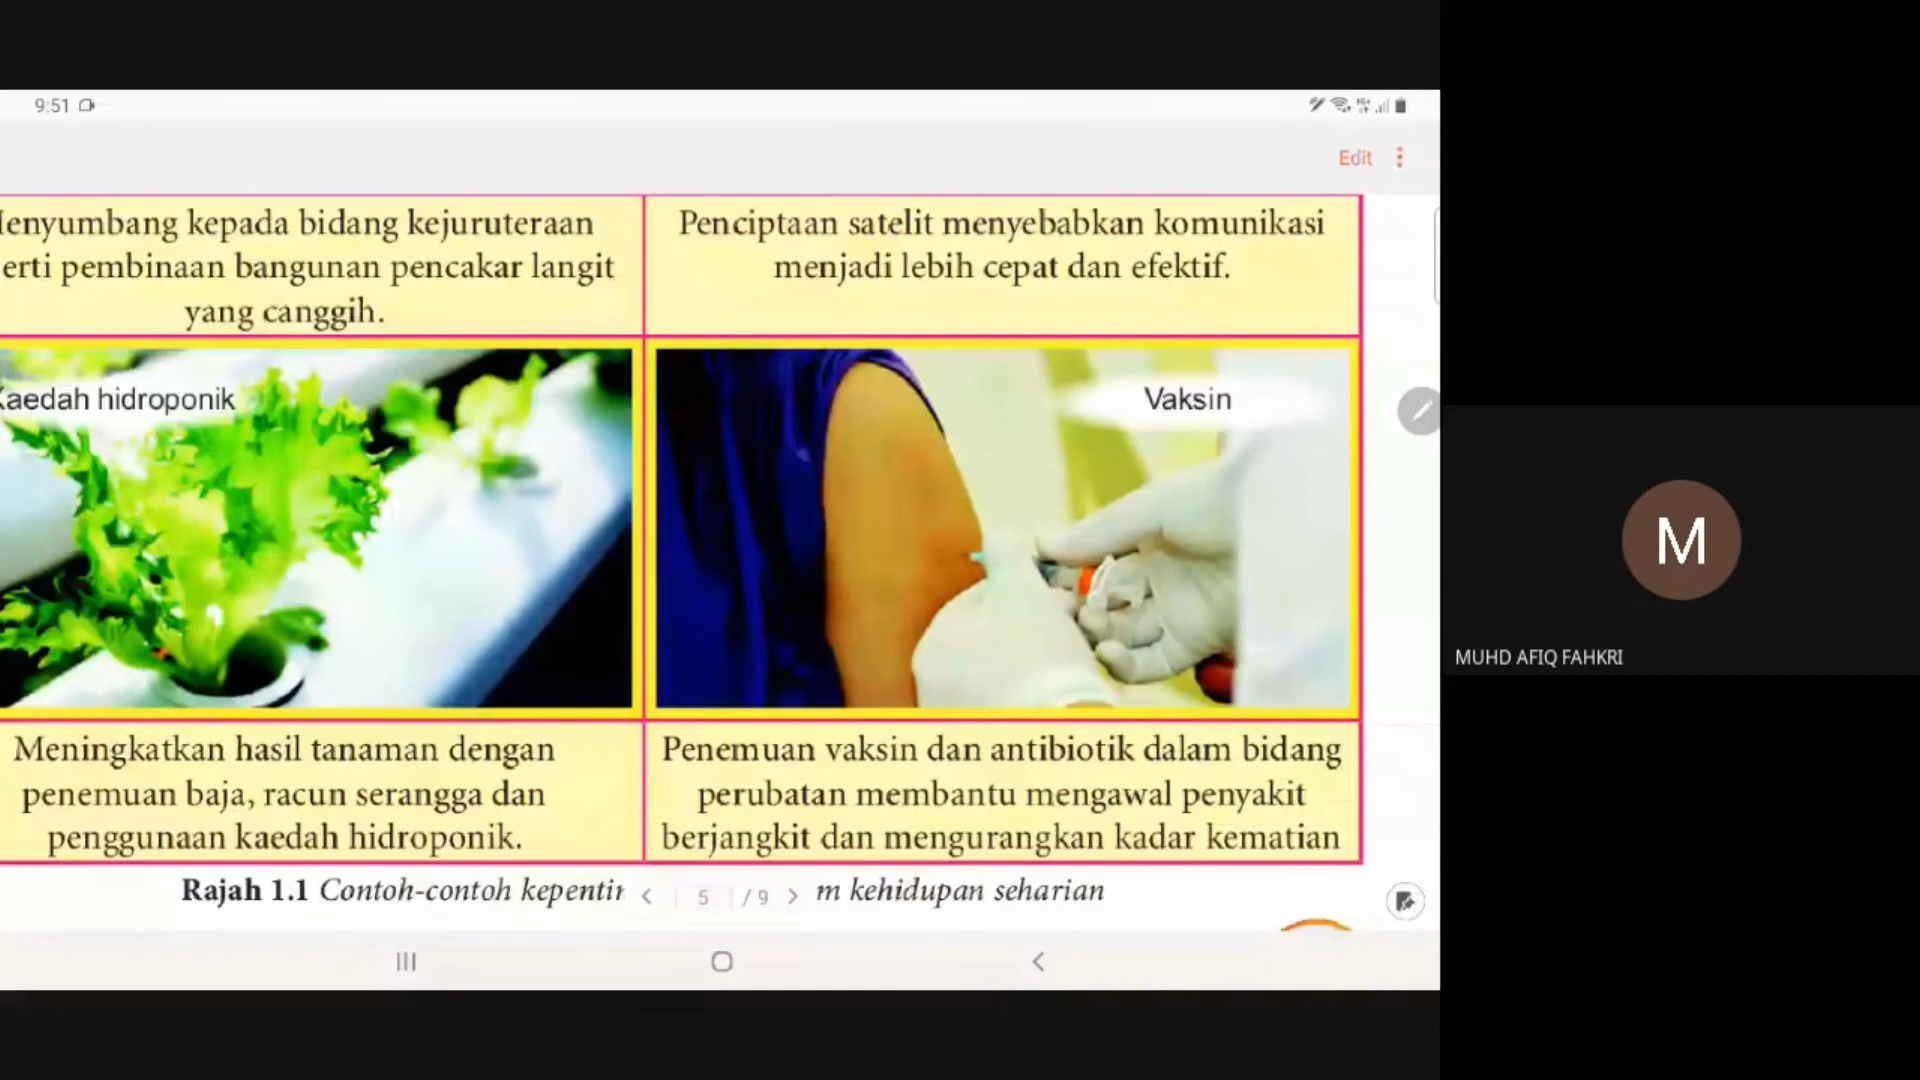 9:51
Edit
enyumbang kepada bidang kejuruteraan
erti pembinaan bangunan pencakar langit
yang canggih.
Penciptaan satelit menyebabkan komunikasi
menjadi lebih cepat dan efektif.
Kaedah hidroponik
Vaksin
Meningkatkan hasil tanaman dengan
penemuan baja, racun serangga dan
penggunaan kaedah hidroponik.
Penemuan vaksin dan antibiotik dalam bidang
perubatan membantu mengawal penyakit
berjangkit dan mengurangkan kadar kematian
Rajah 1.1 Contoh-contoh kepentin < 5 / 9 > m kehidupan seharian
M
MUHD AFIQ FAHKRI